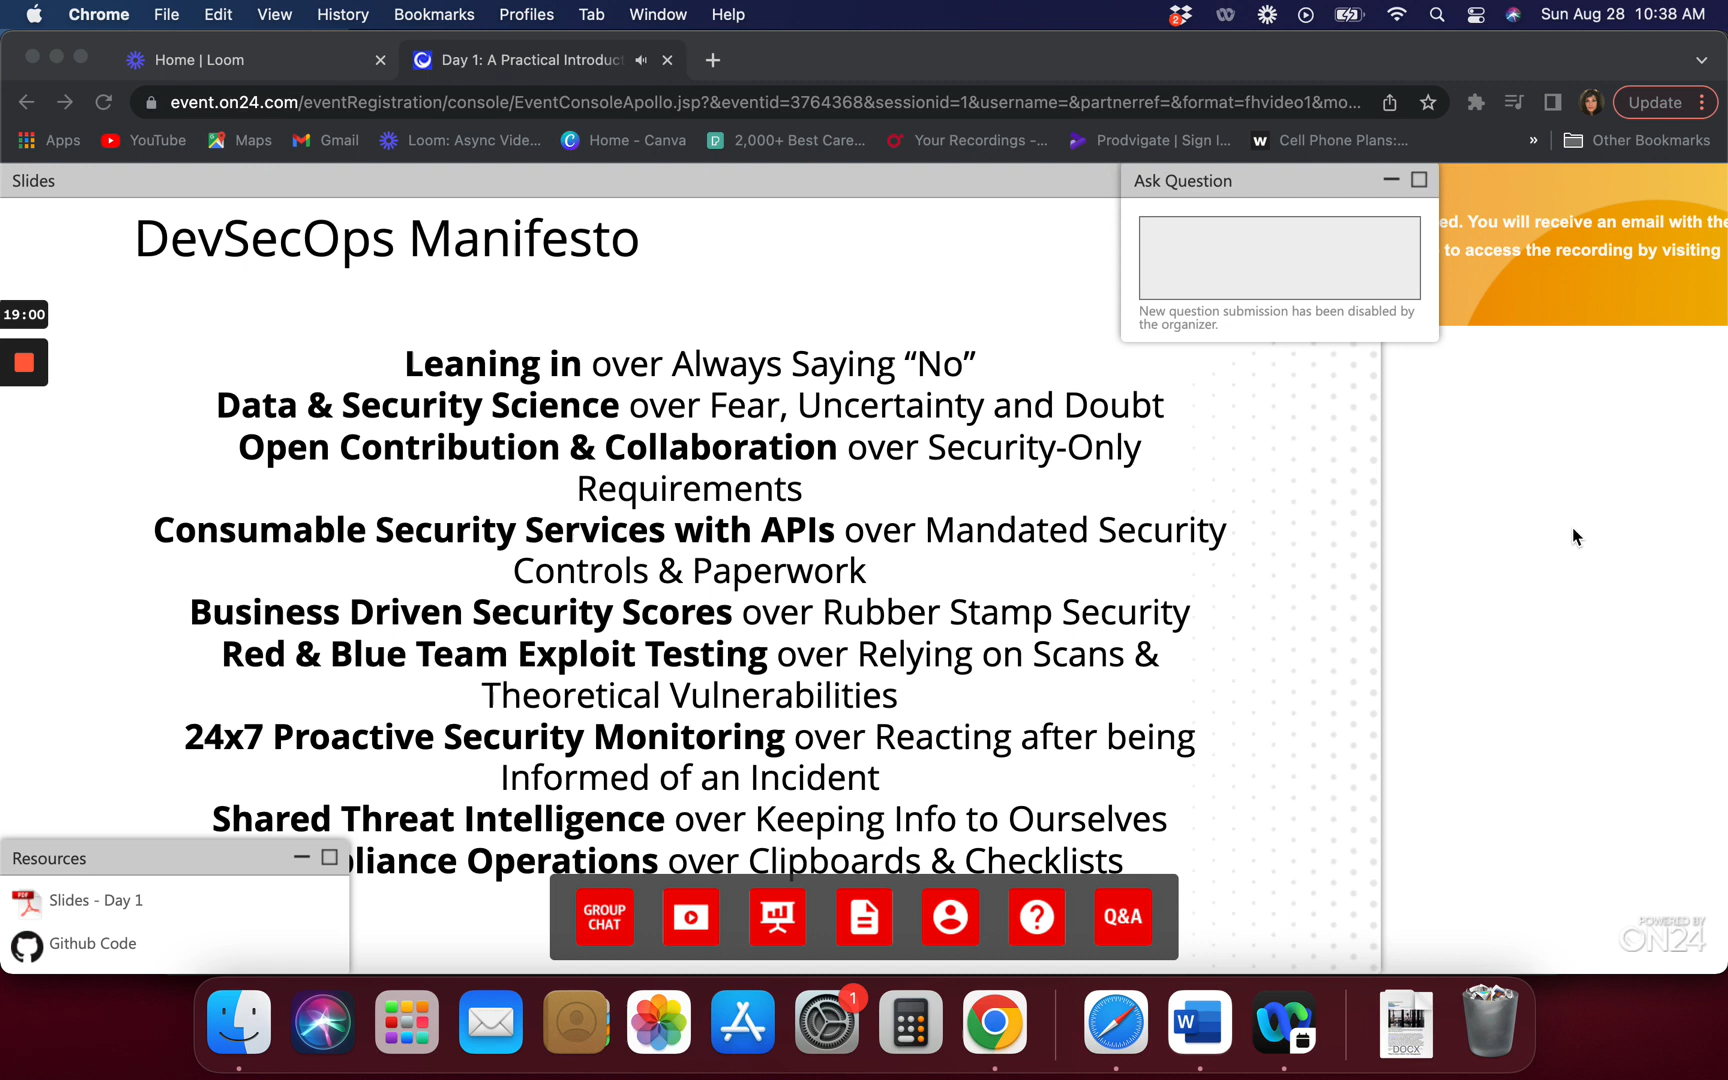 Chrome File Edit View History Bookmarks Profiles Tab Window Help
2
Sun Aug 28 10:38 AM
Home | Loom
Day 1: A Practical Introduc
event.on24.com/eventRegistration/console/EventConsoleApollo.jsp?&eventid=3764368&sessionid=1&username=&partnerref=&format=fhvideo1&mo...
Update
Apps YouTube Maps Gmail Loom: Async Vide... Home - Canva 2,000+ Best Care... Your Recordings -... Prodvigate | Sign I... Cell Phone Plans:... » Other Bookmarks
Slides
Ask Question
New question submission has been disabled by
the organizer.
ed. You will receive an email with the
to access the recording by visiting
DevSecOps Manifesto
19:00
Leaning in over Always Saying “No”
Data & Security Science over Fear, Uncertainty and Doubt
Open Contribution & Collaboration over Security-Only
Requirements
Consumable Security Services with APIs over Mandated Security
Controls & Paperwork
Business Driven Security Scores over Rubber Stamp Security
Red & Blue Team Exploit Testing over Relying on Scans &
Theoretical Vulnerabilities
24x7 Proactive Security Monitoring over Reacting after being
Informed of an Incident
Shared Threat Intelligence over Keeping Info to Ourselves
pliance Operations over Clipboards & Checklists
Resources
Slides - Day 1
Github Code
GROUP
CHAT
Q&A
POWERED BY
ON24
1
W
DOCX